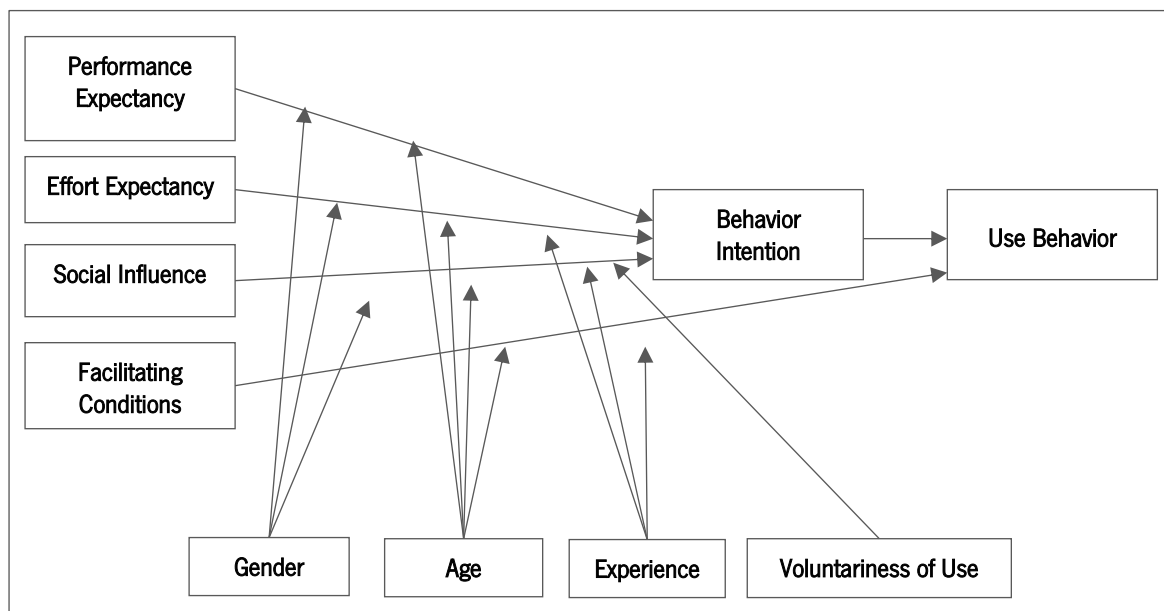 Performance
Expectancy
Effort Expectancy
Social Influence
Facilitating
Conditions
Behavior
Intention
Use Behavior
Gender
Age
Experience
Voluntariness of Use